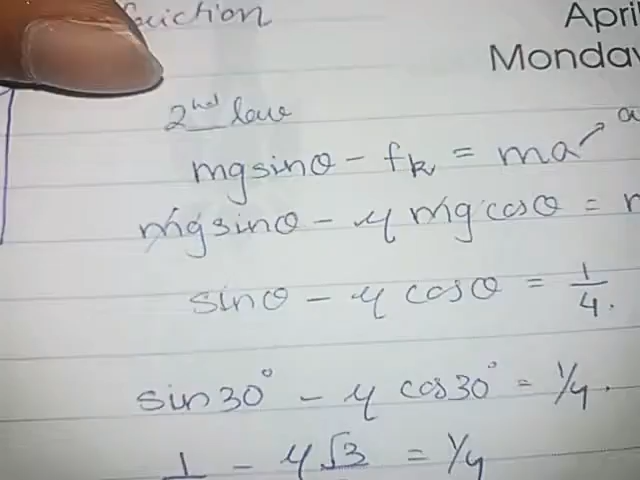 friction
April
Monday
2nd law
mgsinθ - fk = ma a
mgsinθ - μ mg cosθ =
sinθ - μ cosθ = 1/4.
sin30° - μ cos30° = 1/4.
1 - μ√3 = 1/4